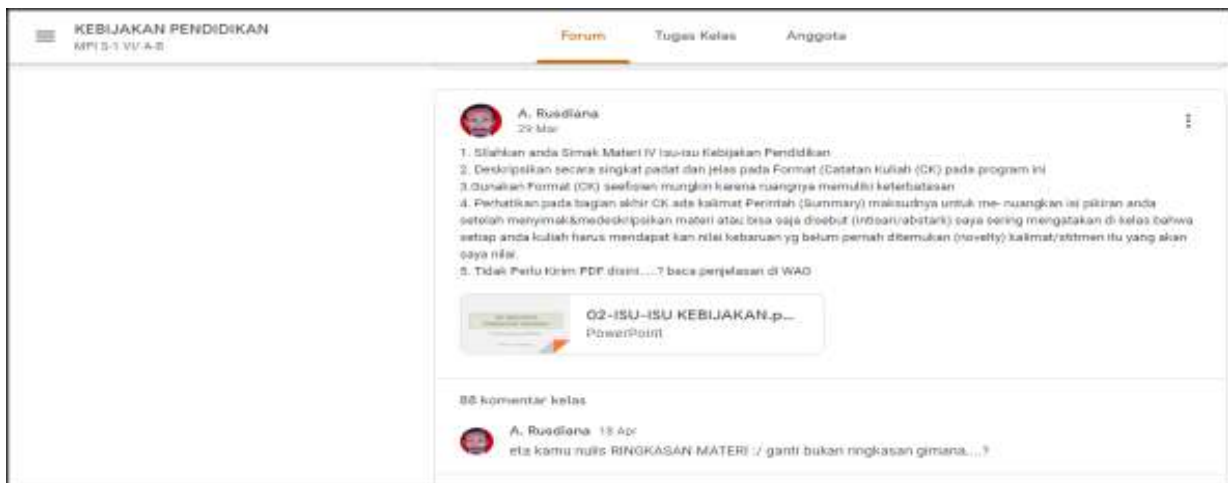 KEBIJAKAN PENDIDIKAN
MPI S-1 VI/ A-B
Forum
Tugas Kelas
Anggota
A. Rusdiana
29 Mar
1. Silahkan anda Simak Materi IV Isu-isu Kebijakan Pendidikan
2. Deskripsikan secara singkat padat dan jelas pada Format (Catatan Kuliah (CK) pada program ini
3.Gunakan Format (CK) seefisien mungkin karena ruangnya memuliki keterbatasan
4. Perhatikan pada bagian akhir CK ada kalimat Perintah (Summary) maksudnya untuk me- nuangkan isi pikiran anda
setelah menyimak&medeskripsikan materi atau bisa saja disebut (intisari/abstark) saya sering mengatakan di kelas bahwa
setiap anda kuliah harus mendapat kan nilai kebaruan yg belum pernah ditemukan (novelty) kalimat/stitmen itu yang akan
saya nilai.
5. Tidak Perlu Kirim PDF disini....? baca penjelasan di WAG
02-ISU-ISU KEBIJAKAN.p...
PowerPoint
88 komentar kelas
A. Rusdiana 18 Apr
eta kamu nulis RINGKASAN MATERI :/ ganti bukan ringkasan gimana....?